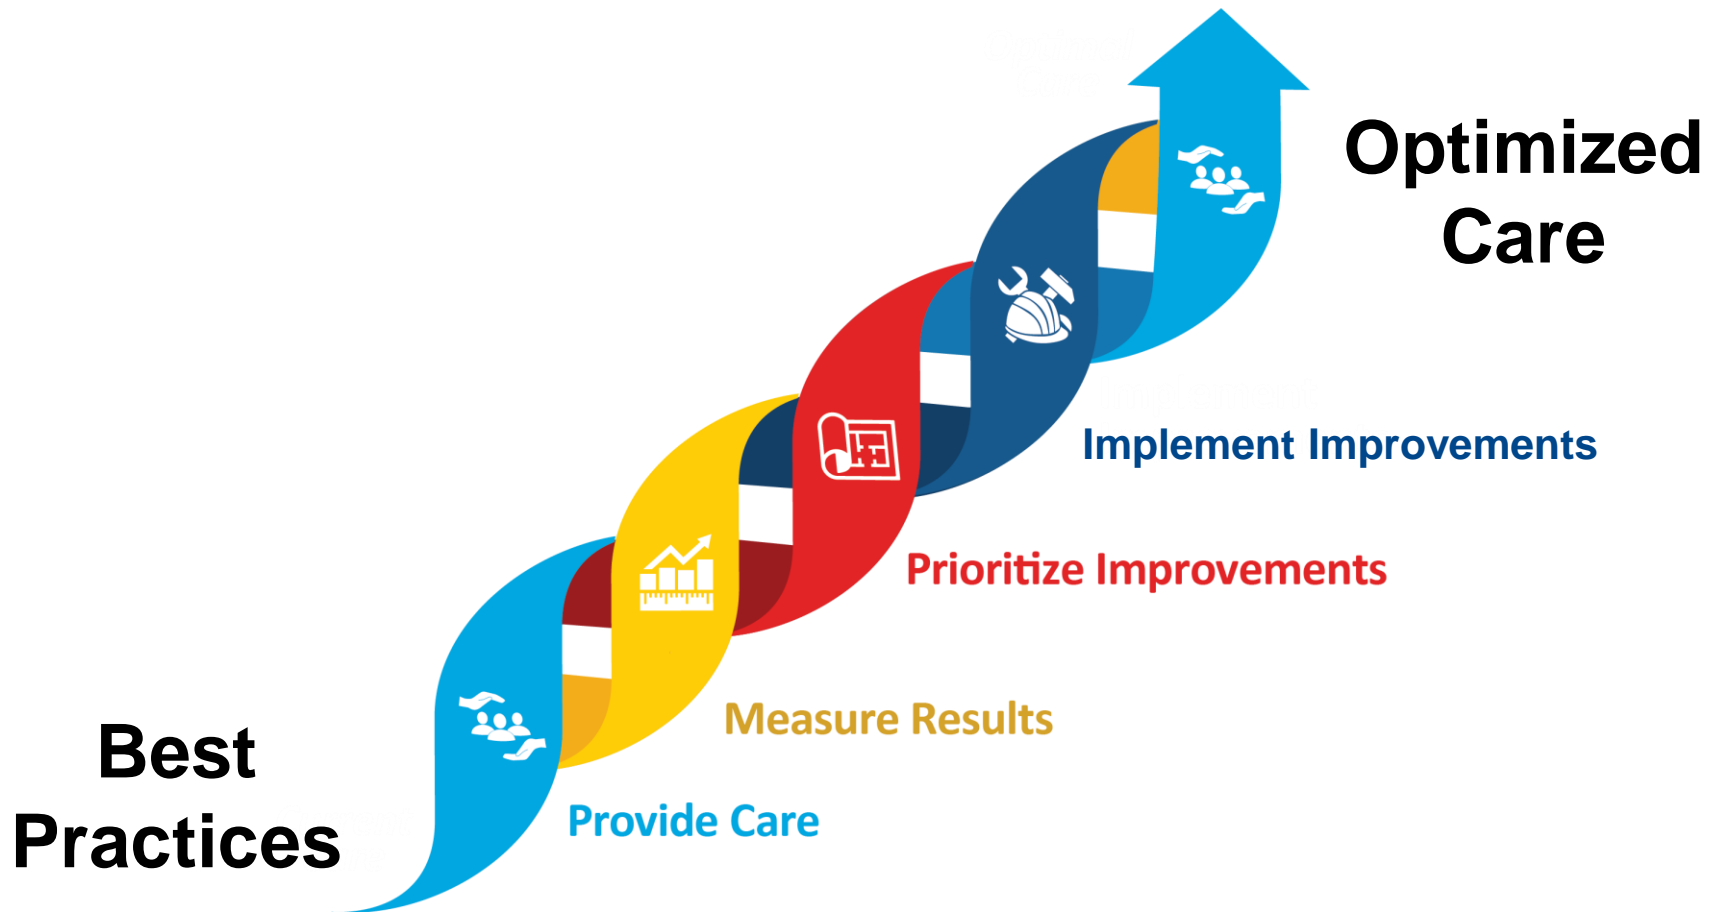 Optimized
Care
Implement Improvements
Prioritize Improvements
Measure Results
Best
Practices
Provide Care